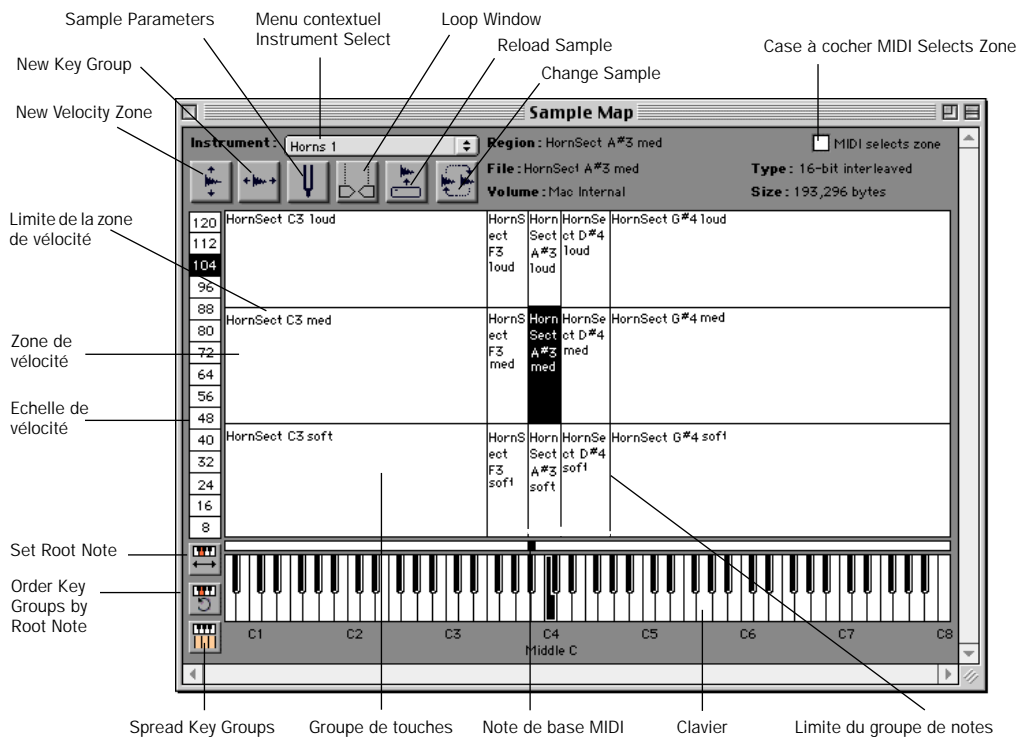 Sample Parameters
Menu contextuel
Instrument Select
Loop Window
Reload Sample
Change Sample
Case à cocher MIDI Selects Zone
New Key Group
New Velocity Zone
Sample Map
Instrument: Horns 1
Region: HornSect A#3 med
MIDI selects zone
File: HornSect A#3 med
Type: 16-bit interleaved
Volume: Mac Internal
Size: 193,296 bytes
Limite de la zone
de vélocité
Zone de
vélocité
Echelle de
vélocité
120
112
104
96
88
80
72
64
56
48
40
32
24
16
8
HornSect C3 loud
HornS
ect
F3
loud
Horn
Sect
A#3
loud
HornSe
ct D#4
loud
HornSect G#4 loud
HornSect C3 med
HornS
ect
F3
med
Horn
Sect
A#3
med
HornSe
ct D#4
med
HornSect G#4 med
HornSect C3 soft
HornS
ect
F3
soft
Horn
Sect
A#3
soft
HornSe
ct D#4
soft
HornSect G#4 soft
Set Root Note
Order Key
Groups by
Root Note
C1
C2
C3
C4
C5
C6
C7
C8
Middle C
Spread Key Groups
Groupe de touches
Note de base MIDI
Clavier
Limite du groupe de notes